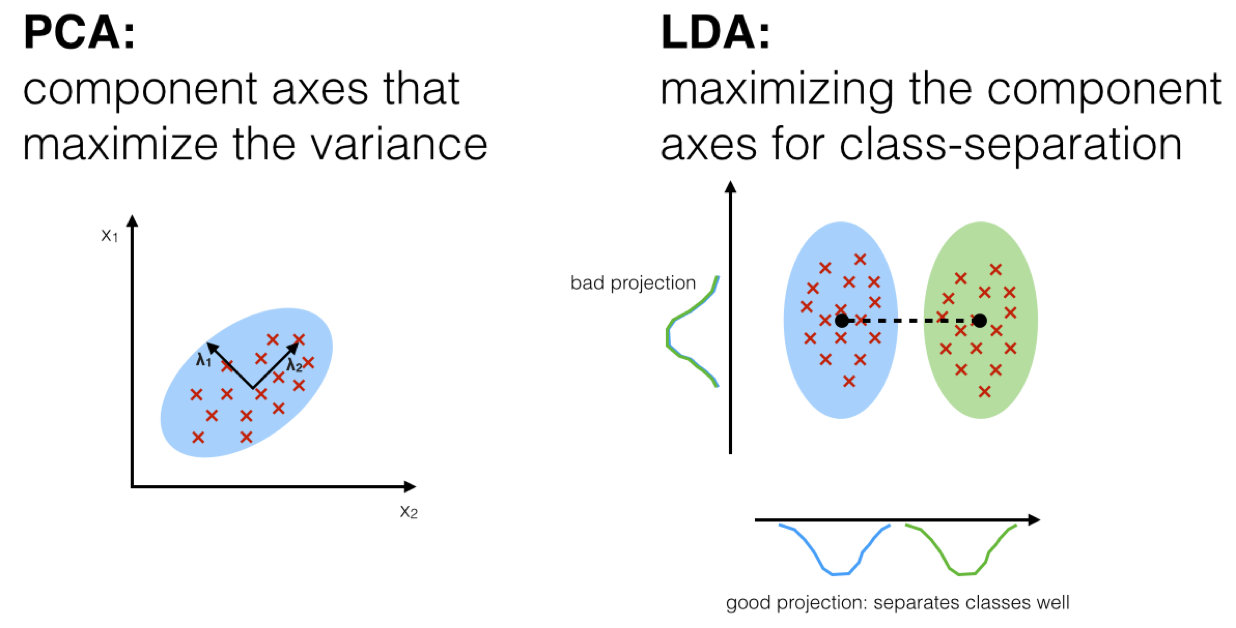 PCA:
component axes that
maximize the variance
LDA:
maximizing the component
axes for class-separation
x₁
λ₁
λ₂
x₂
bad projection
good projection: separates classes well